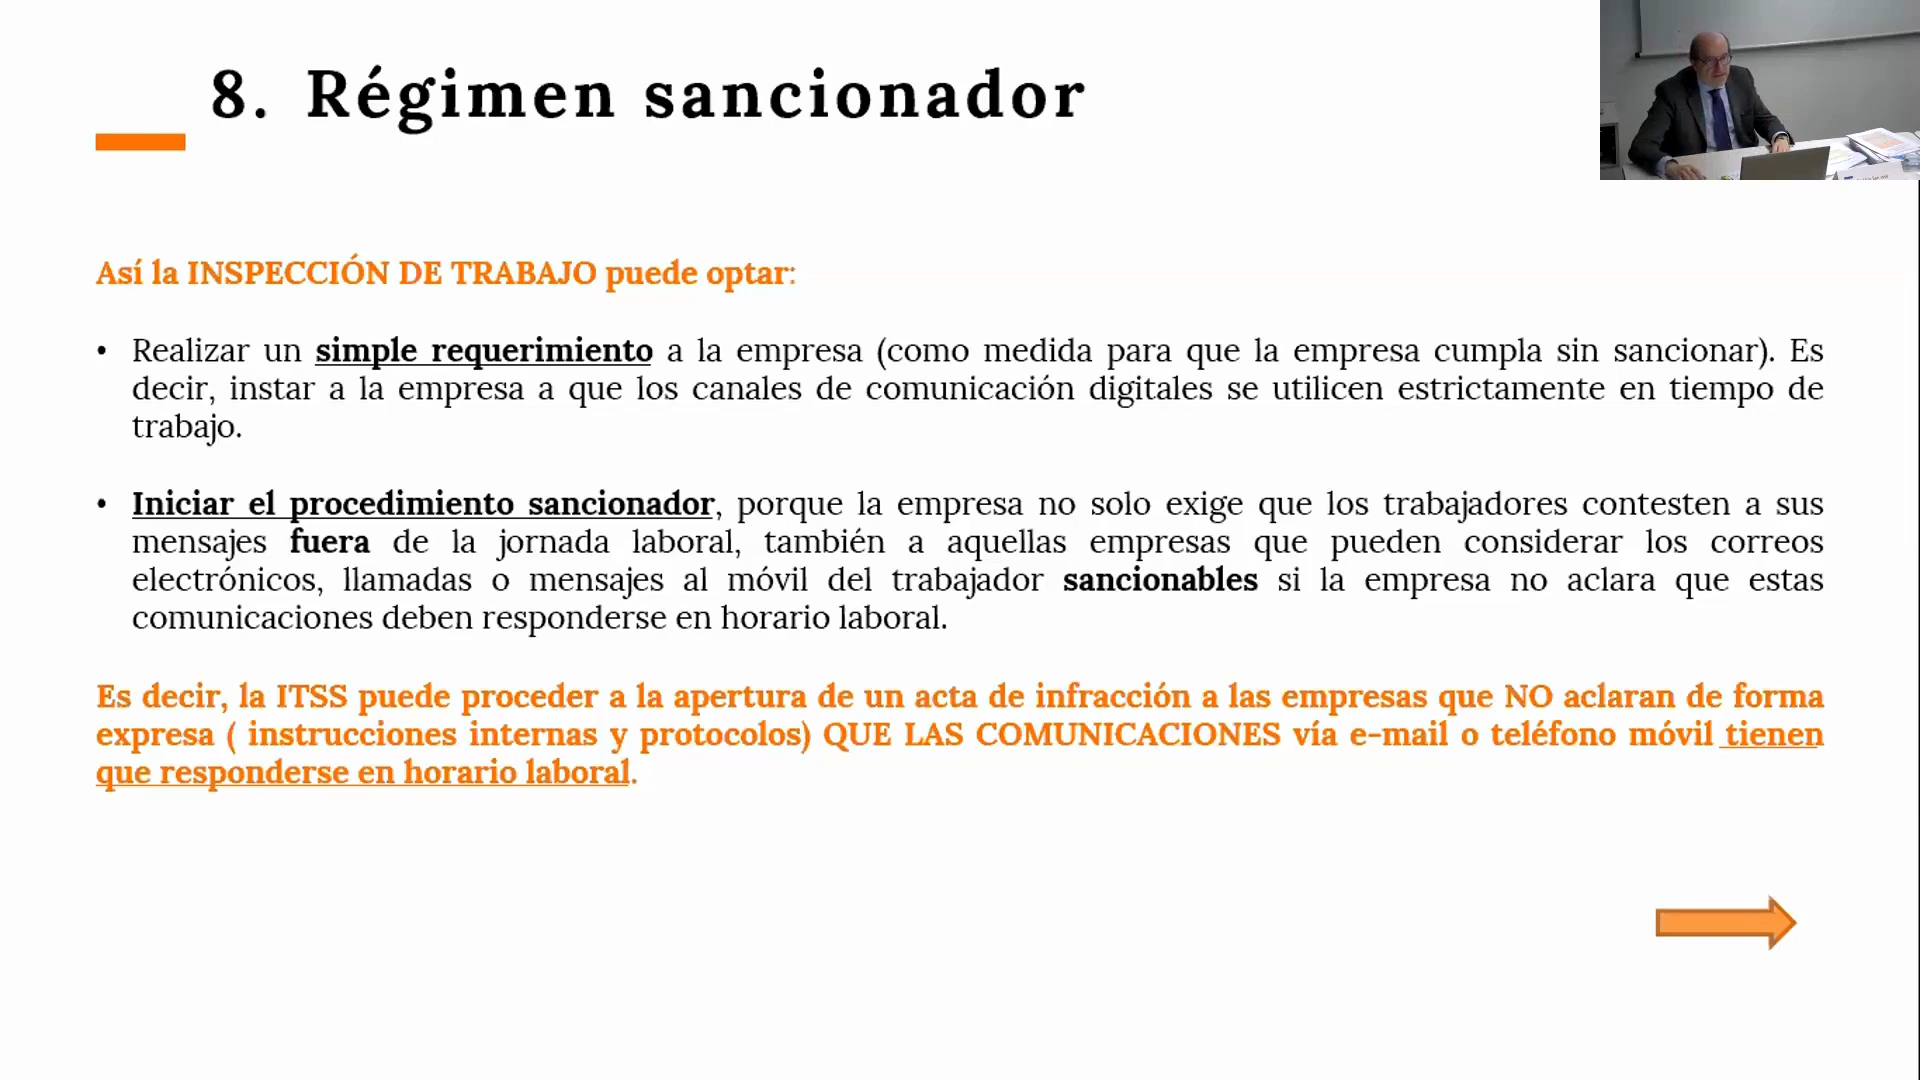 8. Régimen sancionador
Así la INSPECCIÓN DE TRABAJO puede optar:
• Realizar un simple requerimiento a la empresa (como medida para que la empresa cumpla sin sancionar). Es
decir, instar a la empresa a que los canales de comunicación digitales se utilicen estrictamente en tiempo de
trabajo.
• Iniciar el procedimiento sancionador, porque la empresa no solo exige que los trabajadores contesten a sus
mensajes fuera de la jornada laboral, también a aquellas empresas que pueden considerar los correos
electrónicos, llamadas o mensajes al móvil del trabajador sancionables si la empresa no aclara que estas
comunicaciones deben responderse en horario laboral.
Es decir, la ITSS puede proceder a la apertura de un acta de infracción a las empresas que NO aclaran de forma
expresa ( instrucciones internas y protocolos) QUE LAS COMUNICACIONES vía e-mail o teléfono móvil tienen
que responderse en horario laboral.